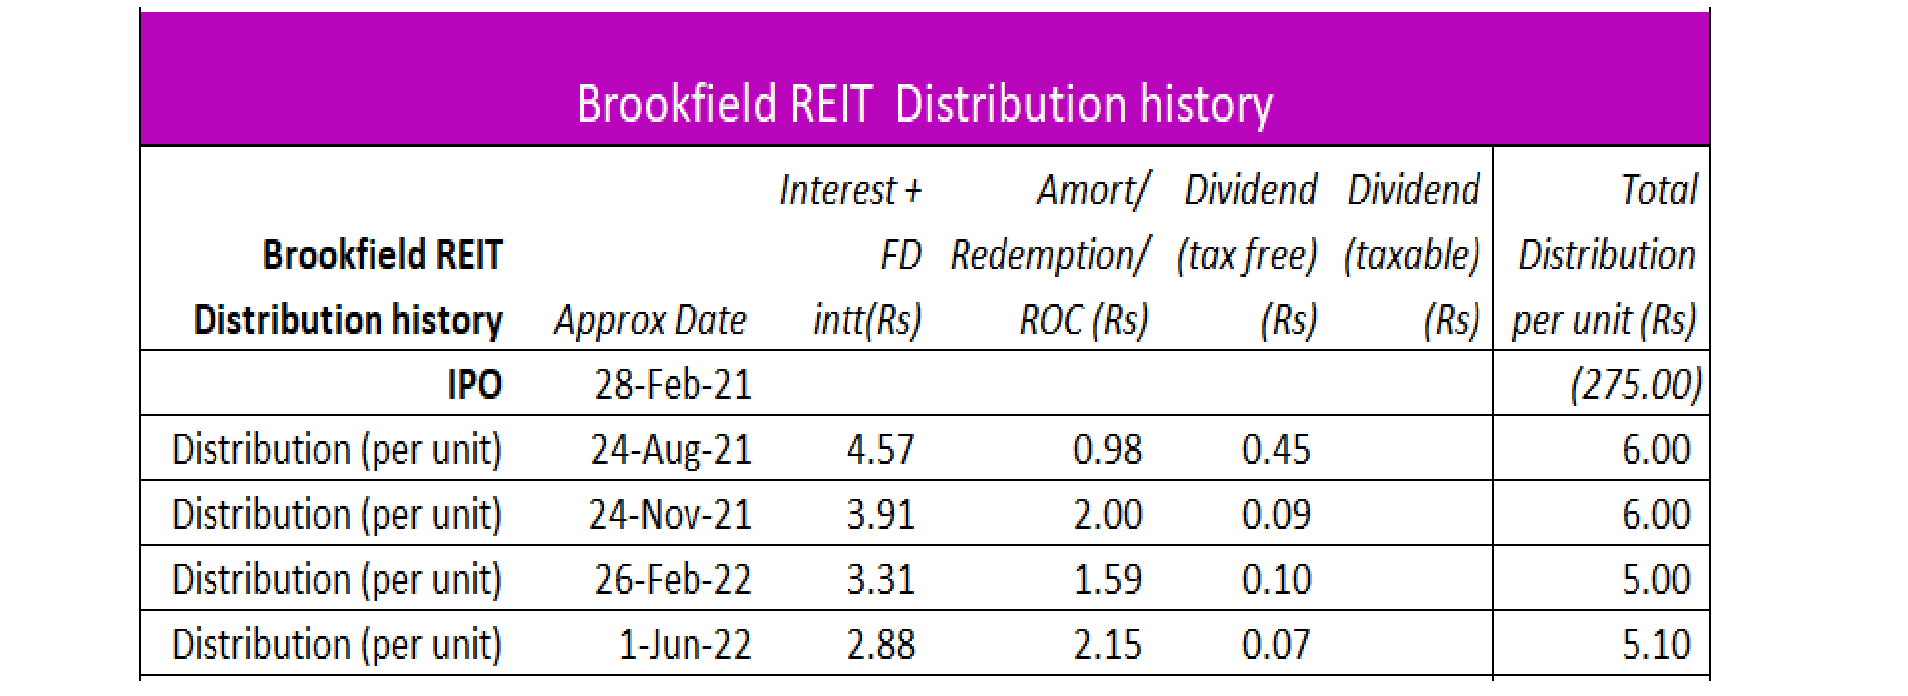 Brookfield REIT  Distribution history
Interest + Amort/ Dividend Dividend Total
Brookfield REIT FD Redemption/ (tax free) (taxable) Distribution
Distribution history Approx Date intt(Rs) ROC (Rs) (Rs) (Rs) per unit (Rs)
IPO 28-Feb-21 (275.00)
Distribution (per unit) 24-Aug-21 4.57 0.98 0.45 6.00
Distribution (per unit) 24-Nov-21 3.91 2.00 0.09 6.00
Distribution (per unit) 26-Feb-22 3.31 1.59 0.10 5.00
Distribution (per unit) 1-Jun-22 2.88 2.15 0.07 5.10